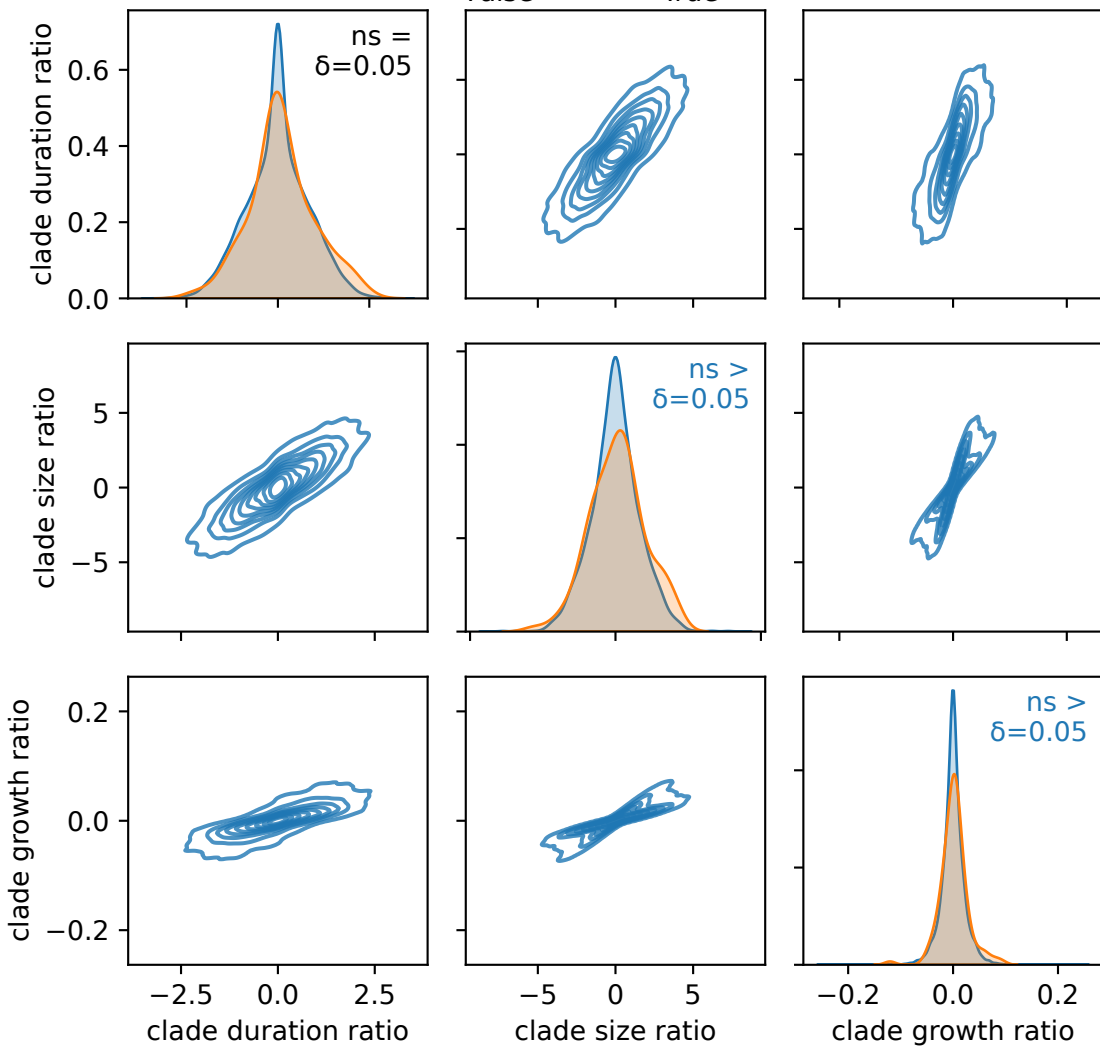 clade duration ratio
0.6
0.4
0.2
0.0
ns =
δ=0.05
clade size ratio
5
0
−5
ns >
δ=0.05
clade growth ratio
0.2
0.0
−0.2
ns >
δ=0.05
−2.5 0.0 2.5
−5 0 5
−0.2 0.0 0.2
clade duration ratio
clade size ratio
clade growth ratio